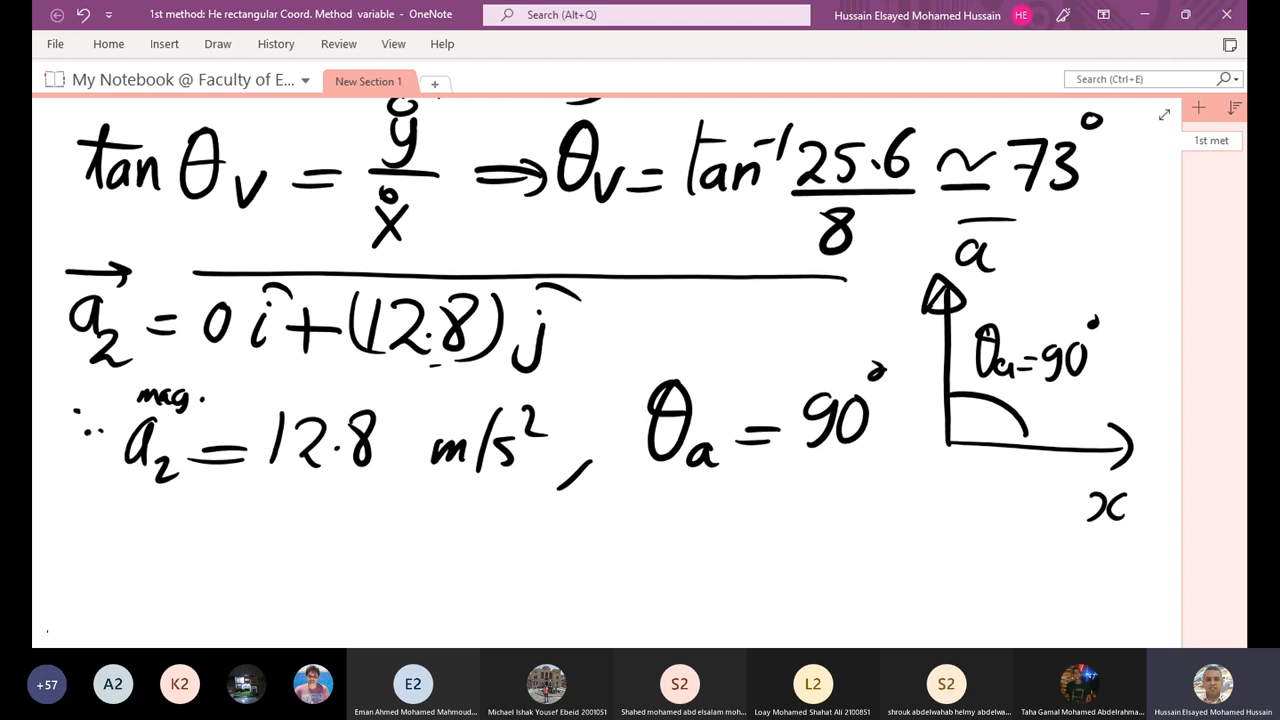 1st method: He rectangular Coord. Method  variable - OneNote
Search (Alt+Q)
Hussain Elsayed Mohamed Hussain
HE
File Home Insert Draw History Review View Help
My Notebook @ Faculty of E...
New Section 1
Search (Ctrl+E)
1st met
tan θv = ẏ/ẋ ⇒ θv = tan⁻¹ 25.6/8 ≃ 73°
a
a₂ = 0 i + (12.8) j
θa = 90°
mag.
∵ a₂ = 12.8 m/s², θa = 90°
x
+57
A2
K2
E2
S2
L2
S2
Eman Ahmed Mohamed Mahmoud...
Michael Ishak Yousef Ebeid 2001051
Shahed mohamed abd elsalam moh...
Loay Mohamed Shahat Ali 2100851
shrouk abdelwahab helmy abdelwa...
Taha Gamal Mohamed Abdelrahma...
Hussain Elsayed Mohamed Hussain